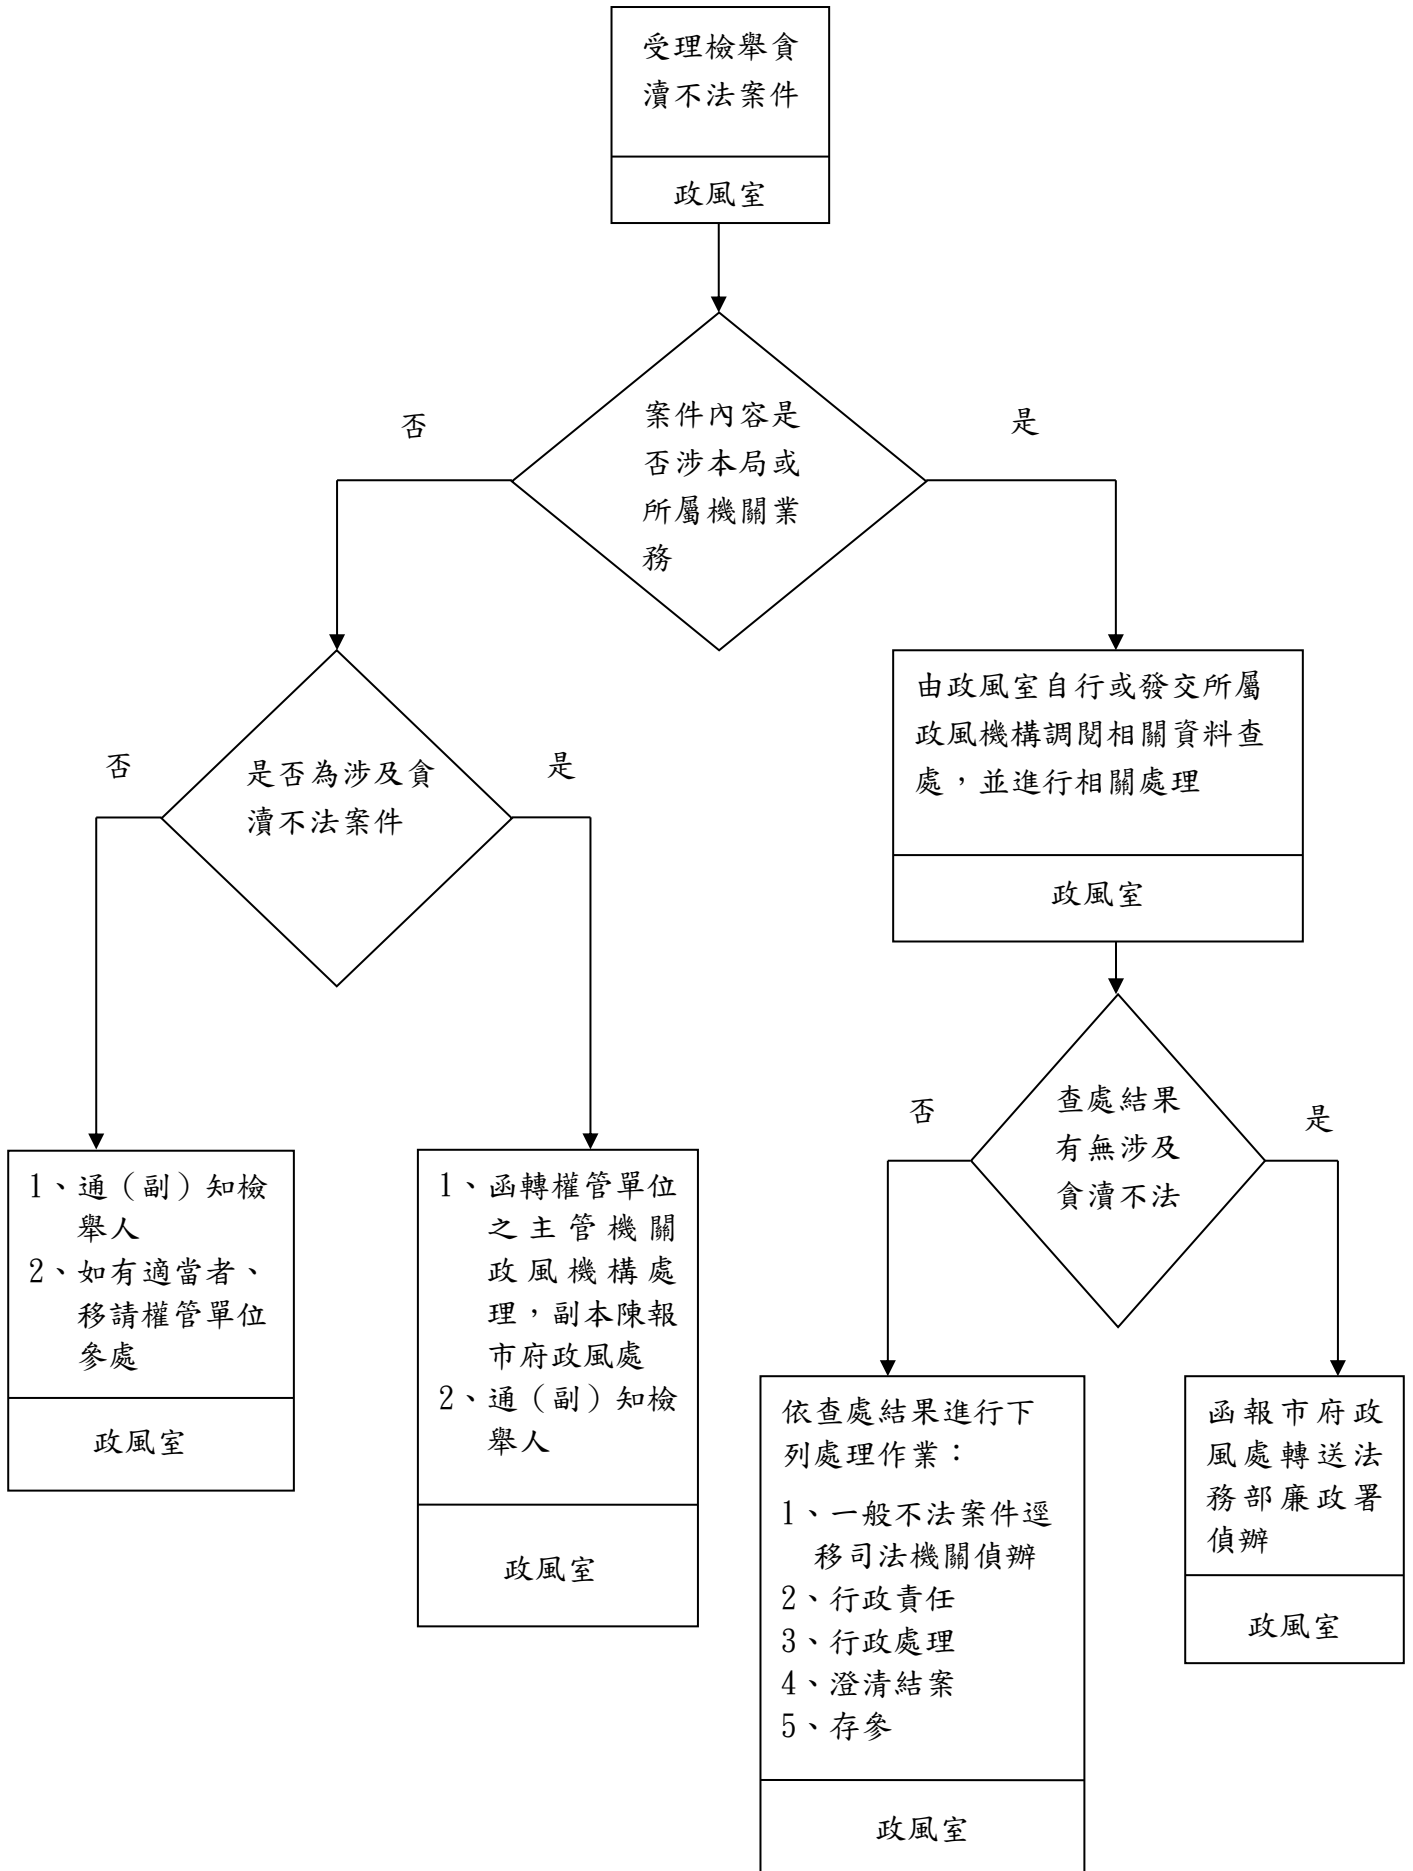 受理檢舉貪
瀆不法案件
政風室
案件內容是
否涉本局或
所屬機關業
務
否
是
是否為涉及貪
瀆不法案件
否
是
由政風室自行或發交所屬
政風機構調閱相關資料查
處，並進行相關處理
政風室
查處結果
有無涉及
貪瀆不法
否
是
1、通（副）知檢
舉人
2、如有適當者、
移請權管單位
參處
政風室
1、函轉權管單位
之主管機關
政風機構處
理，副本陳報
市府政風處
2、通（副）知檢
舉人
政風室
依查處結果進行下
列處理作業：
1、一般不法案件逕
移司法機關偵辦
2、行政責任
3、行政處理
4、澄清結案
5、存參
政風室
函報市府政
風處轉送法
務部廉政署
偵辦
政風室